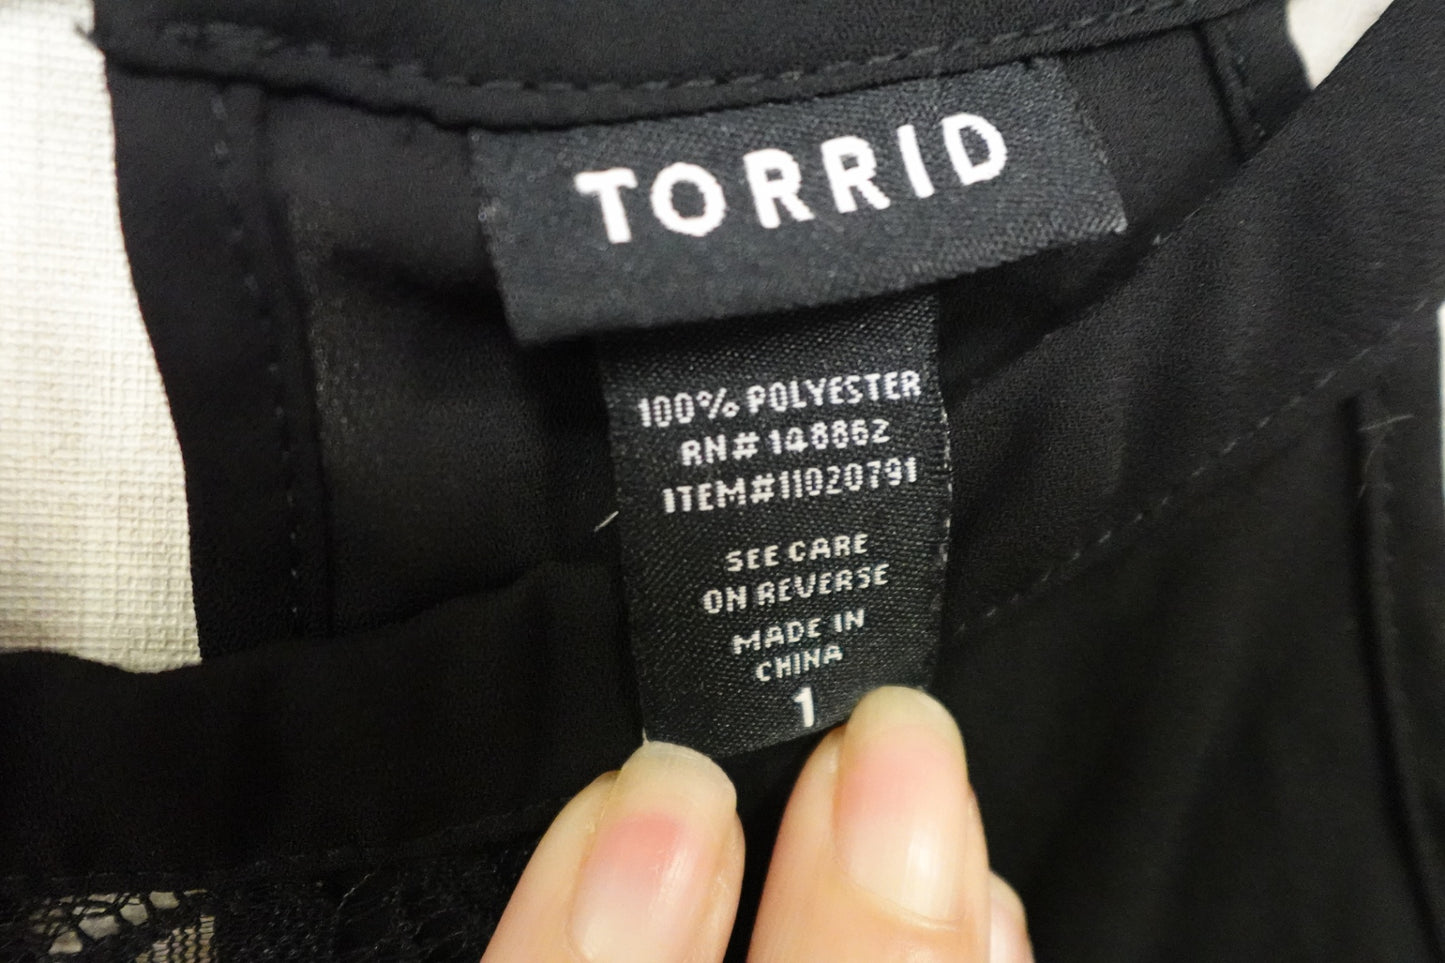 TORRID
100% POLYESTER
RN# 148862
ITEM#11020791
SEE CARE
ON REVERSE
MADE IN
CHINA
1